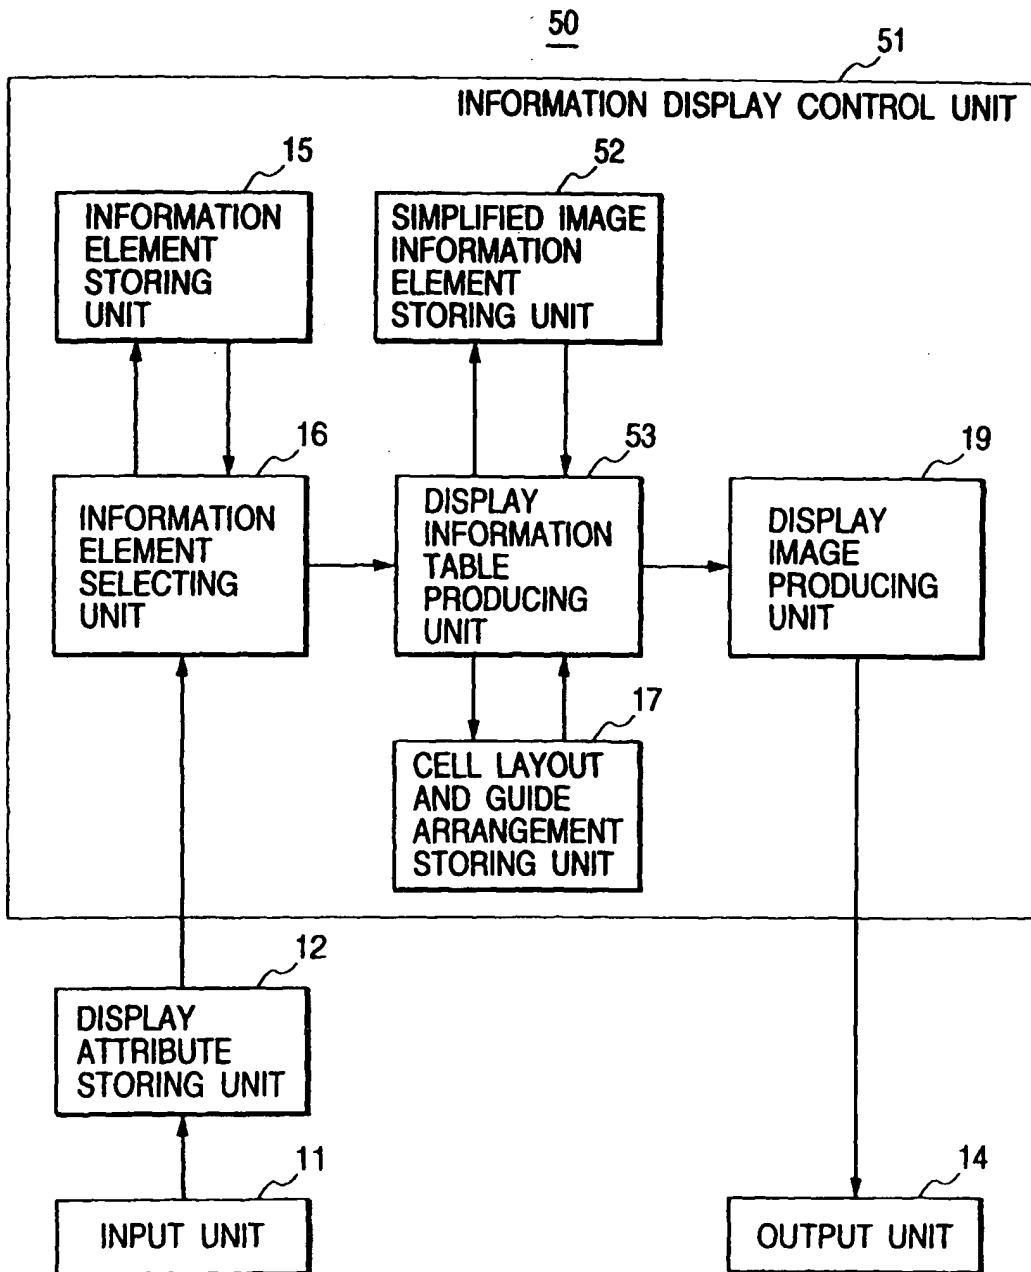 50
51
INFORMATION DISPLAY CONTROL UNIT
15
INFORMATION
ELEMENT
STORING
UNIT
52
SIMPLIFIED IMAGE
INFORMATION
ELEMENT
STORING UNIT
16
INFORMATION
ELEMENT
SELECTING
UNIT
53
DISPLAY
INFORMATION
TABLE
PRODUCING
UNIT
19
DISPLAY
IMAGE
PRODUCING
UNIT
17
CELL LAYOUT
AND GUIDE
ARRANGEMENT
STORING UNIT
12
DISPLAY
ATTRIBUTE
STORING UNIT
11
INPUT UNIT
14
OUTPUT UNIT